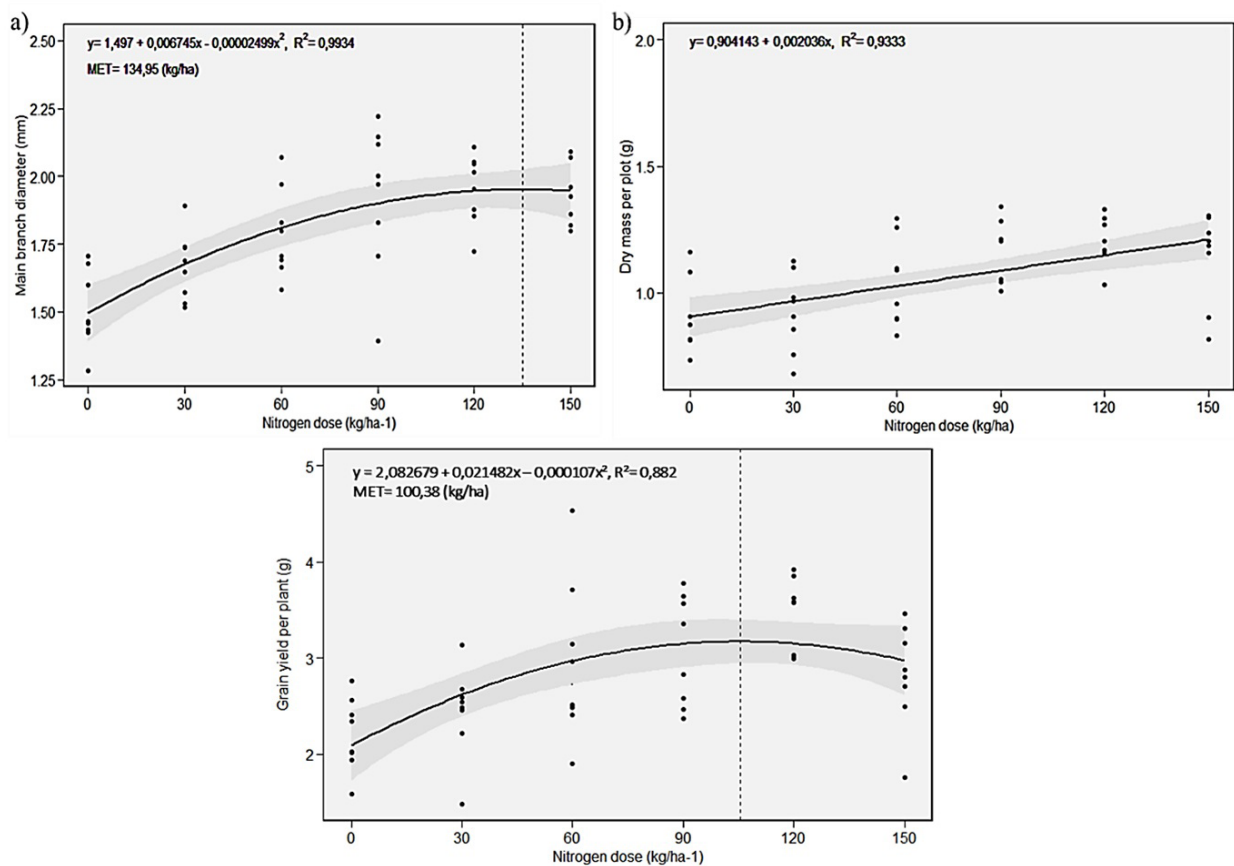 a)
y= 1,497 + 0,006745x - 0,00002499x², R²= 0,9934
MET= 134,95 (kg/ha)
Main branch diameter (mm)
2.50
2.25
2.00
1.75
1.50
1.25
0 30 60 90 120 150
Nitrogen dose (kg/ha-1)
b)
y= 0,904143 + 0,002036x, R²= 0,9333
Dry mass per plot (g)
2.0
1.5
1.0
0 30 60 90 120 150
Nitrogen dose (kg/ha)
y = 2,082679 + 0,021482x – 0,000107x², R²= 0,882
MET= 100,38 (kg/ha)
Grain yield per plant (g)
5
4
3
2
0 30 60 90 120 150
Nitrogen dose (kg/ha-1)